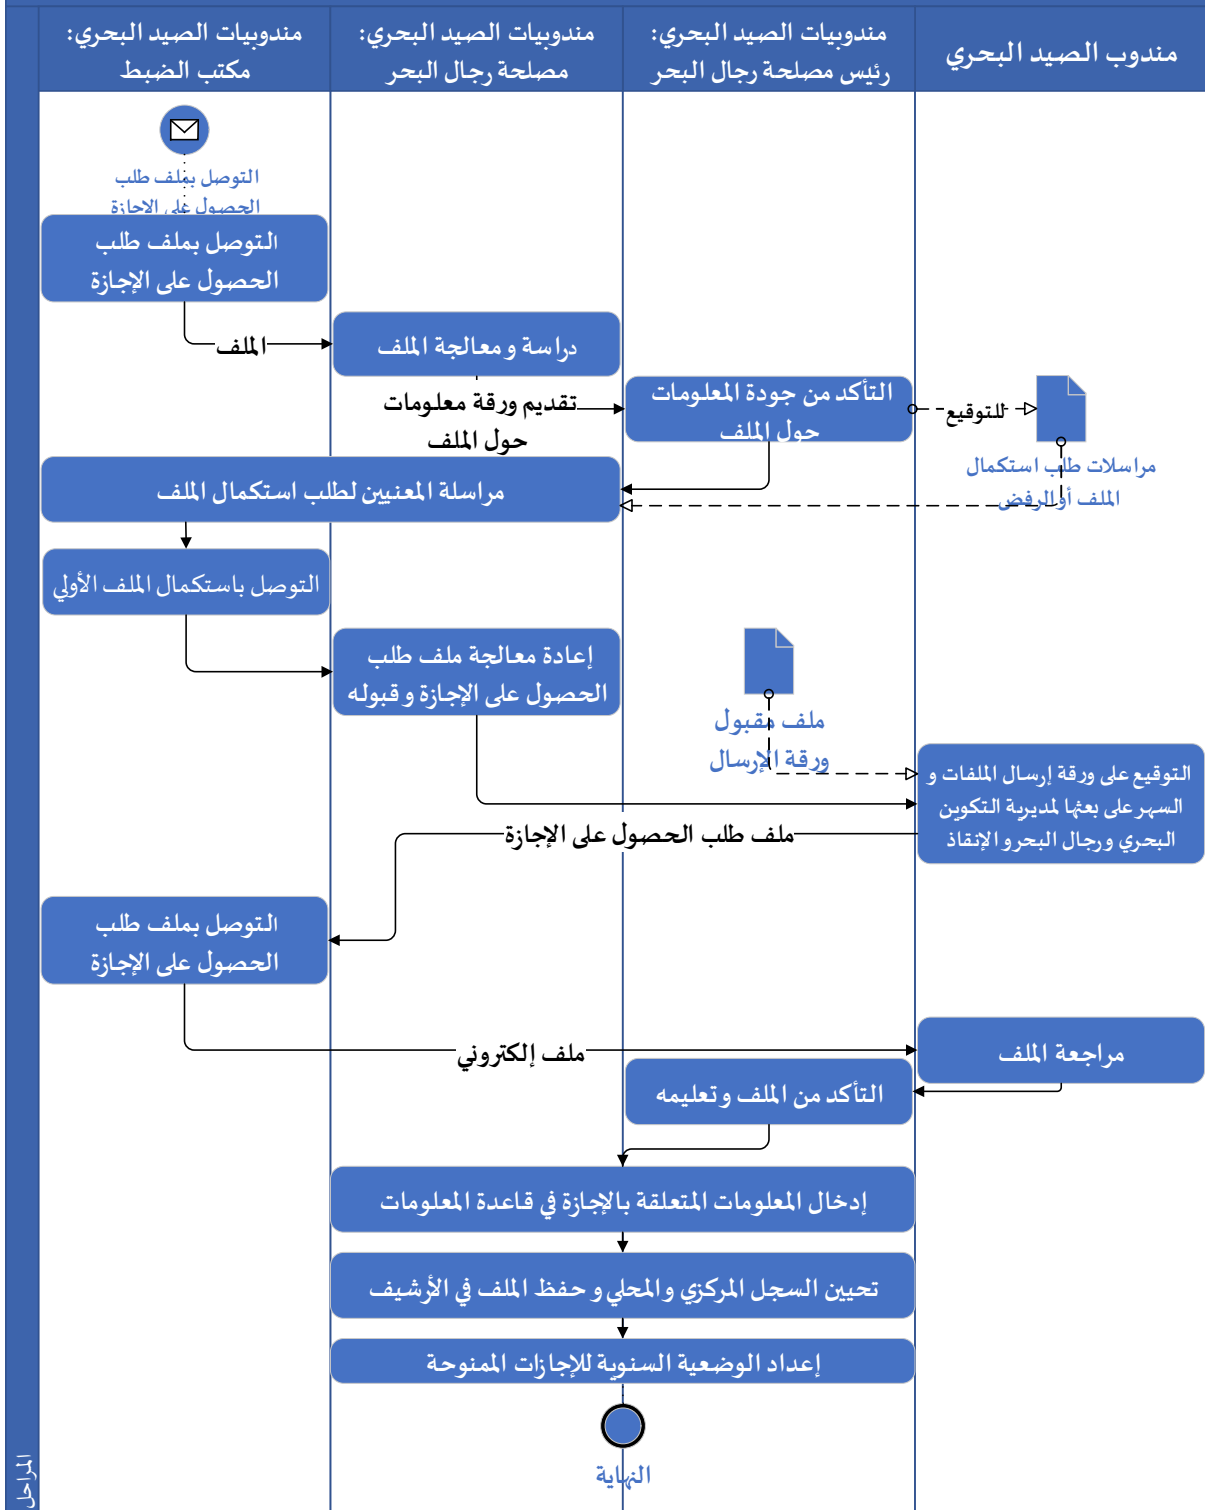 مندوب الصيد البحري
مندوبيات الصيد البحري:
رئيس مصلحة رجال البحر
مندوبيات الصيد البحري:
مصلحة رجال البحر
مندوبيات الصيد البحري:
مكتب الضبط
التوصل بملف طلب
الحصول على الإجازة
التوصل بملف طلب
الحصول على الإجازة
الملف
دراسة ومعالجة الملف
تقديم ورقة معلومات
حول الملف
التأكد من جودة المعلومات
حول الملف
للتوقيع
مراسلات طلب استكمال
الملف أو الرفض
مراسلة المعنيين لطلب استكمال الملف
التوصل باستكمال الملف الأولي
إعادة معالجة ملف طلب
الحصول على الإجازة و قبوله
ملف مقبول
ورقة الإرسال
التوقيع على ورقة إرسال الملفات و
السهر على بعثها لمديرية التكوين
البحري ورجال البحر و الإنقاذ
ملف طلب الحصول على الإجازة
التوصل بملف طلب
الحصول على الإجازة
ملف إلكتروني
مراجعة الملف
التأكد من الملف وتعليمه
إدخال المعلومات المتعلقة بالإجازة في قاعدة المعلومات
تحيين السجل المركزي والمحلي و حفظ الملف في الأرشيف
إعداد الوضعية السنوية للإجازات الممنوحة
النهاية
المراحل